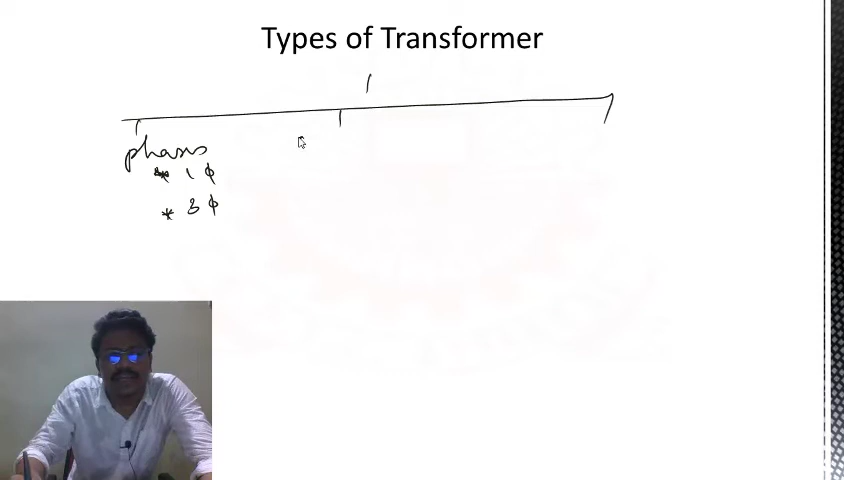 Types of Transformer
phases
* 1 ϕ
* 3 ϕ